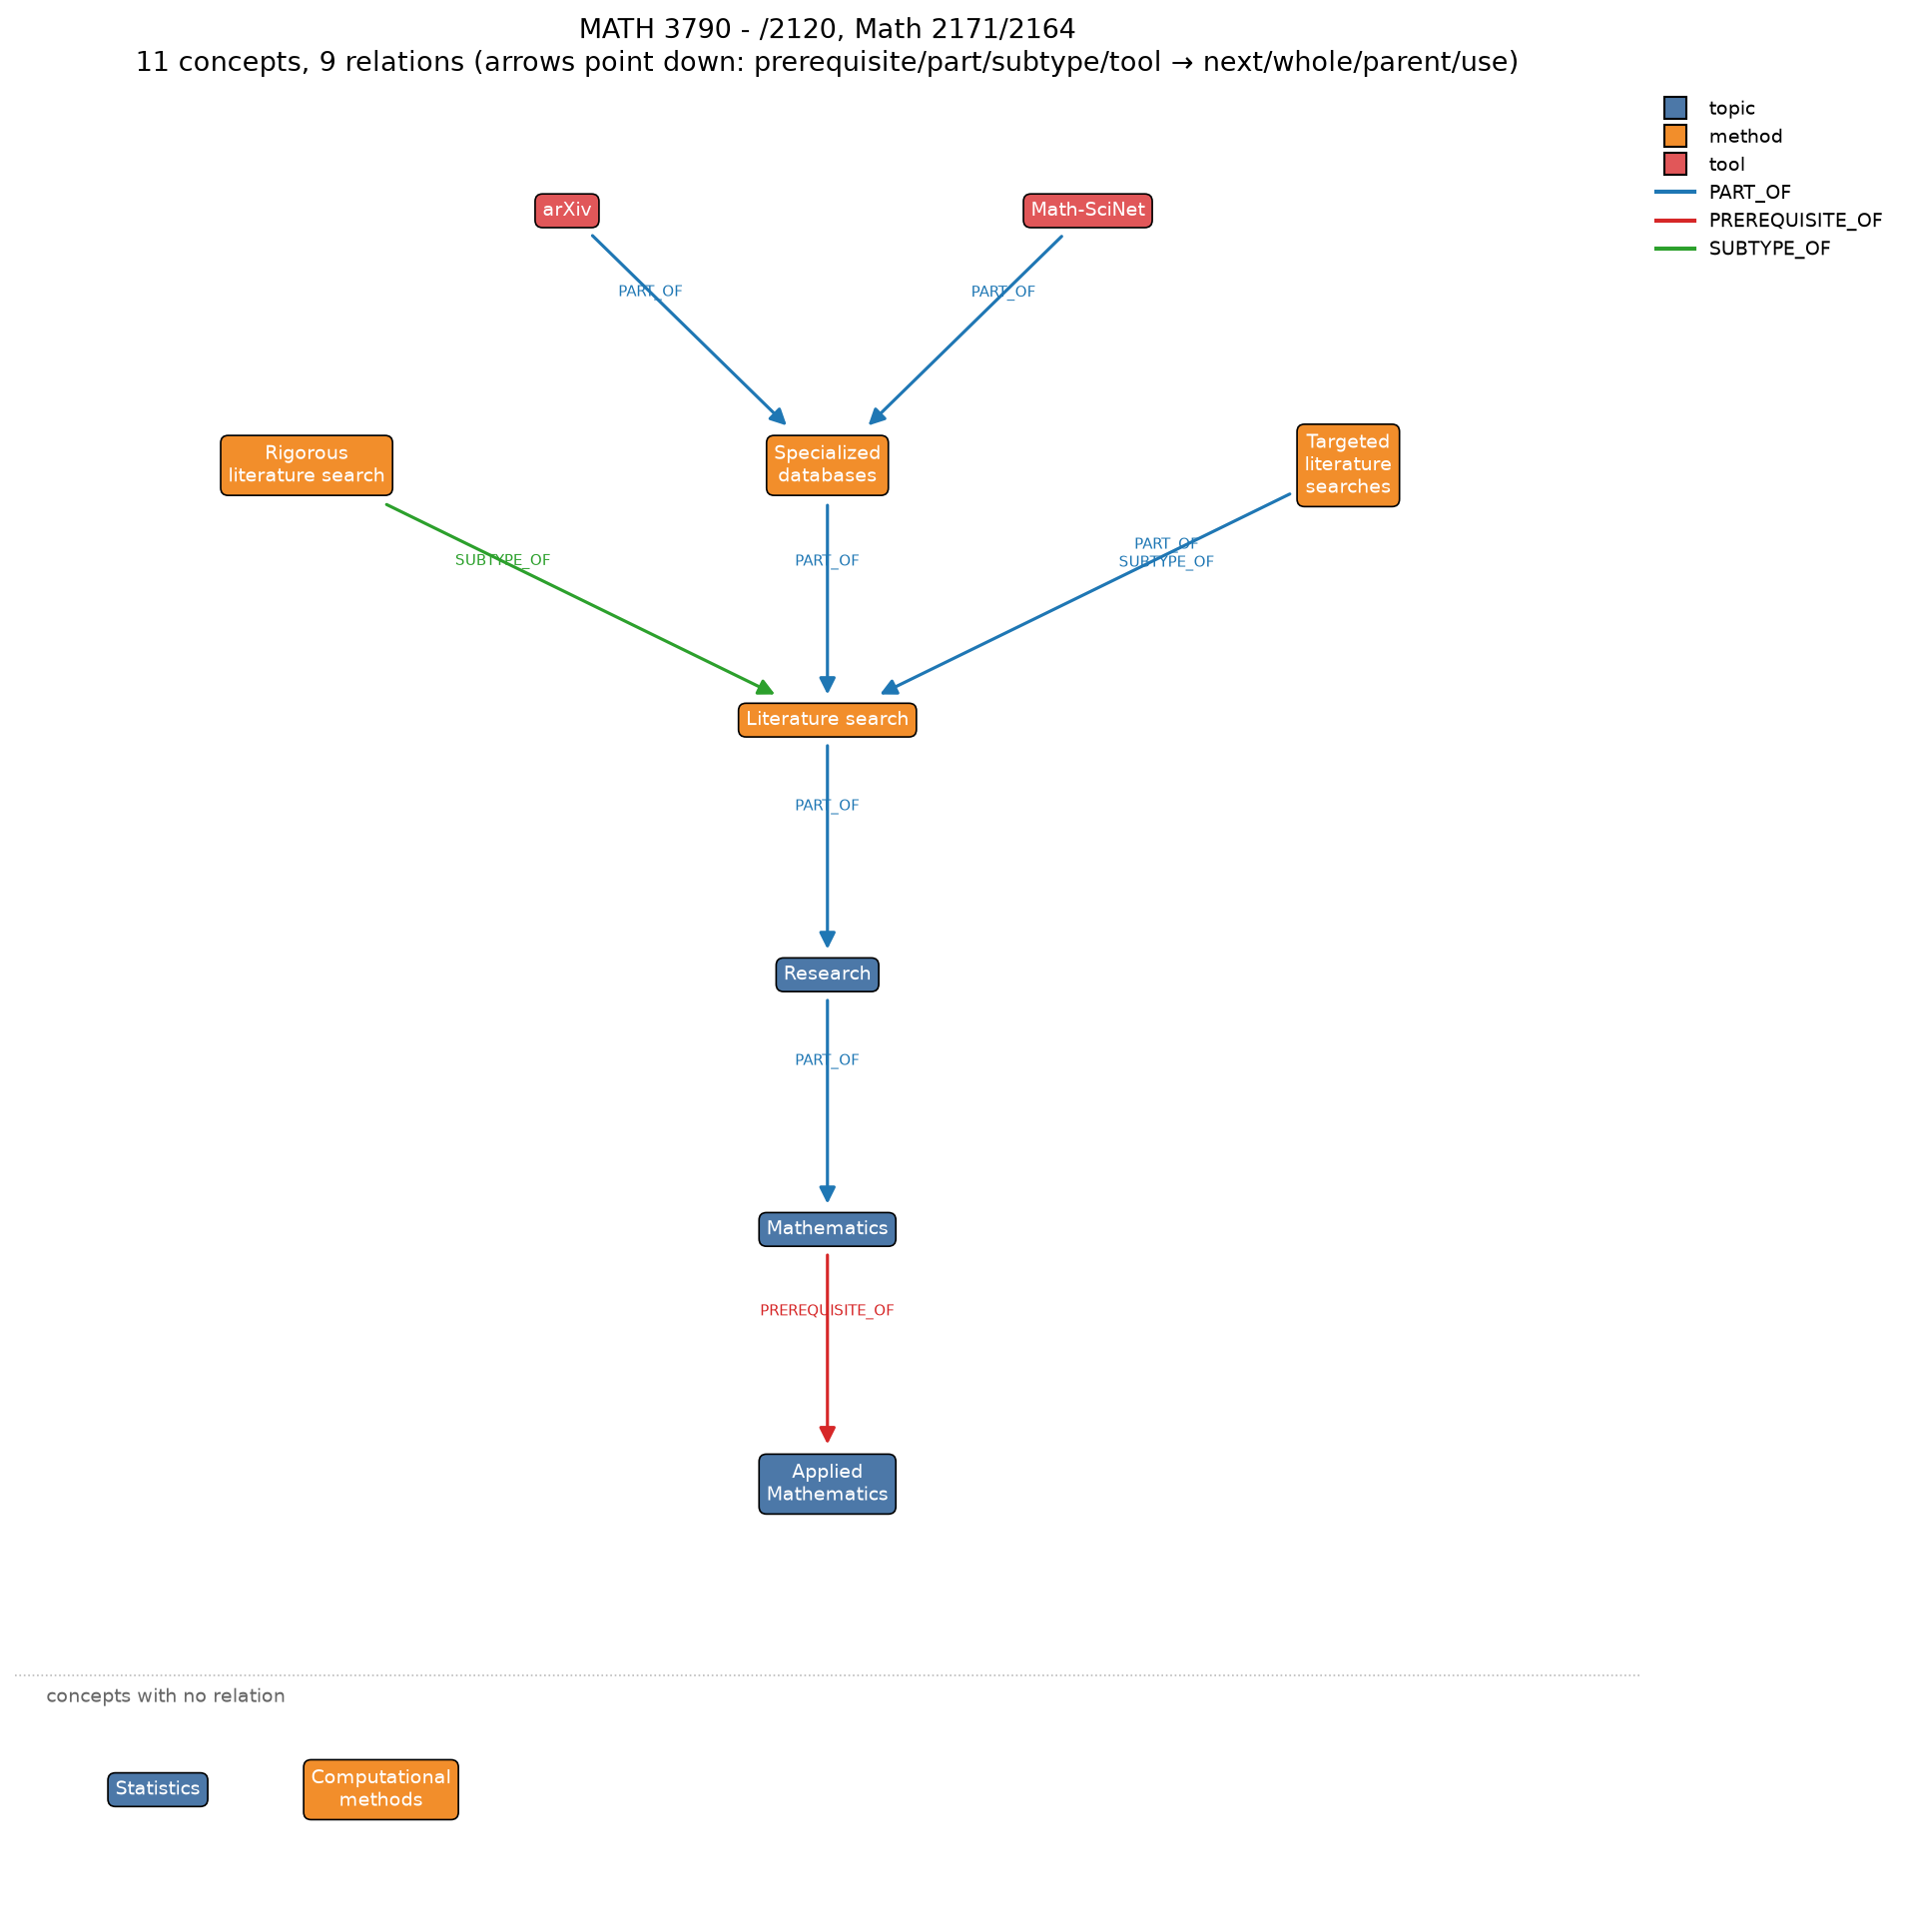 MATH 3790 - /2120, Math 2171/2164
11 concepts, 9 relations (arrows point down: prerequisite/part/subtype/tool → next/whole/parent/use)
topic
method
tool
PART_OF
PREREQUISITE_OF
SUBTYPE_OF
arXiv
Math-SciNet
PART_OF
PART_OF
Rigorous
literature search
Specialized
databases
Targeted
literature
searches
SUBTYPE_OF
PART_OF
PART_OF
SUBTYPE_OF
Literature search
PART_OF
Research
PART_OF
Mathematics
PREREQUISITE_OF
Applied
Mathematics
concepts with no relation
Statistics
Computational
methods